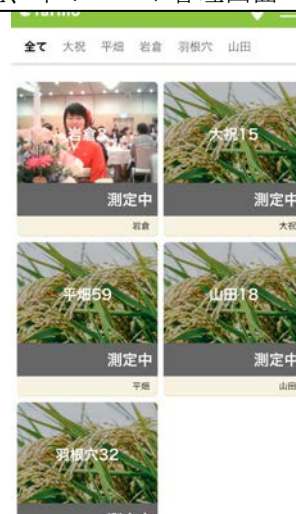 全て 大祝 平畑 岩倉 羽根穴 山田
大祝15
測定中 測定中
岩倉 大祝
平畑59 山田18
測定中 測定中
平畑 山田
羽根穴32